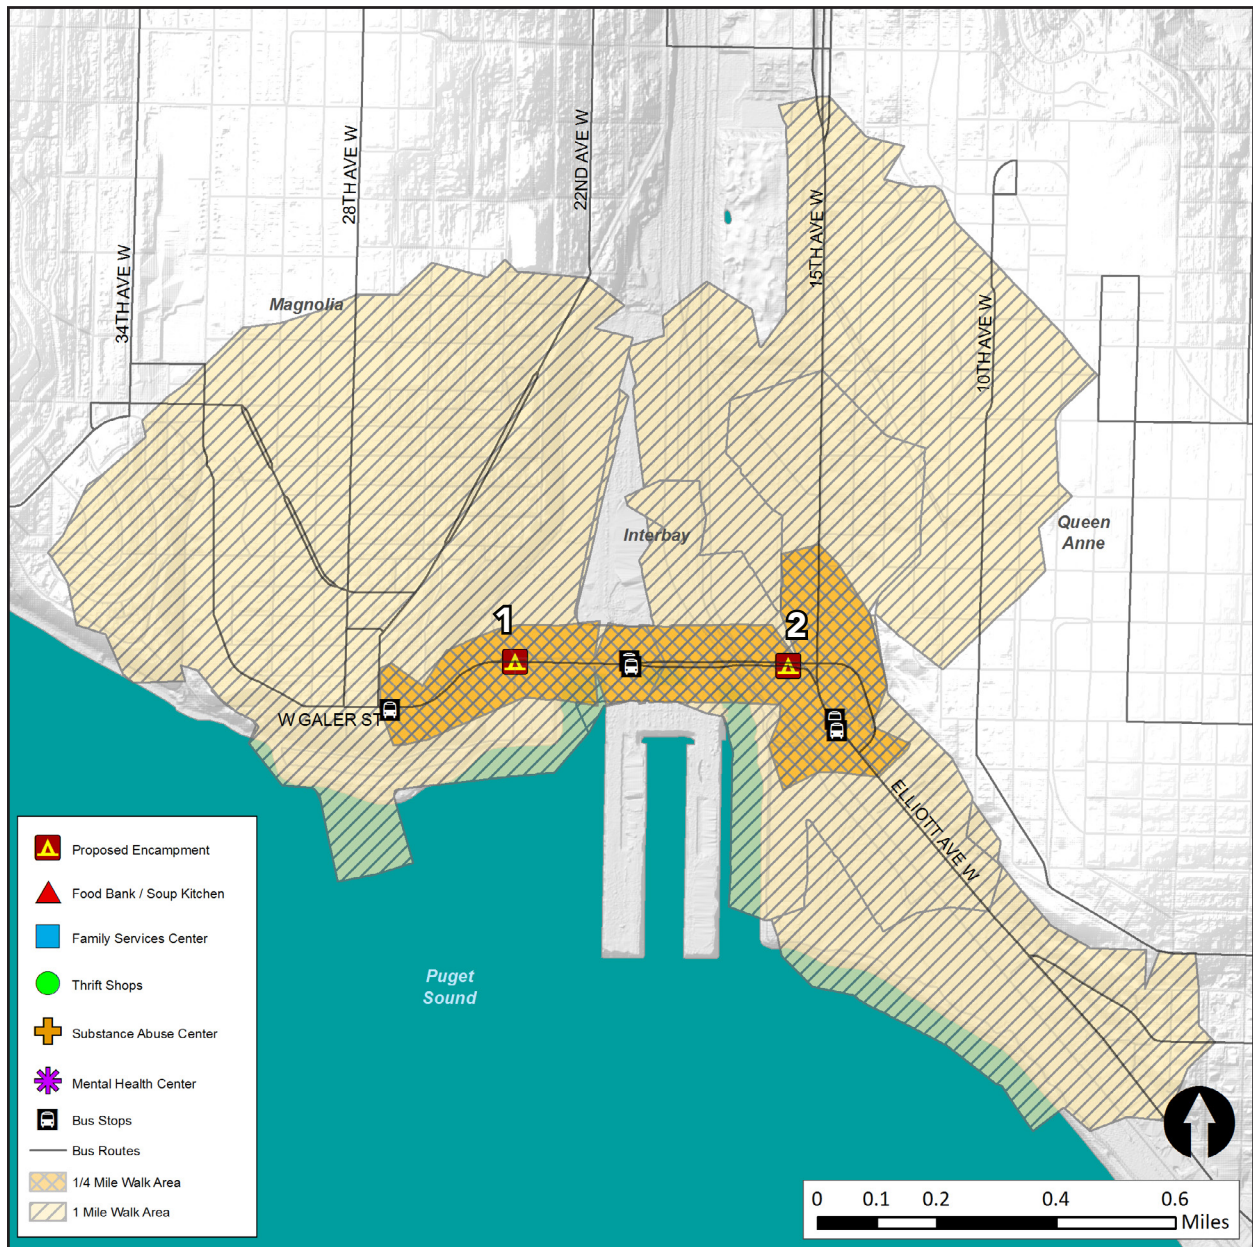 34TH AVE W
28TH AVE W
22ND AVE W
15TH AVE W
10TH AVE W
Magnolia
Interbay
Queen
Anne
1
2
W GALER ST
ELLIOTT AVE W
Puget
Sound
Proposed Encampment
Food Bank / Soup Kitchen
Family Services Center
Thrift Shops
Substance Abuse Center
Mental Health Center
Bus Stops
Bus Routes
1/4 Mile Walk Area
1 Mile Walk Area
0 0.1 0.2 0.4 0.6
Miles